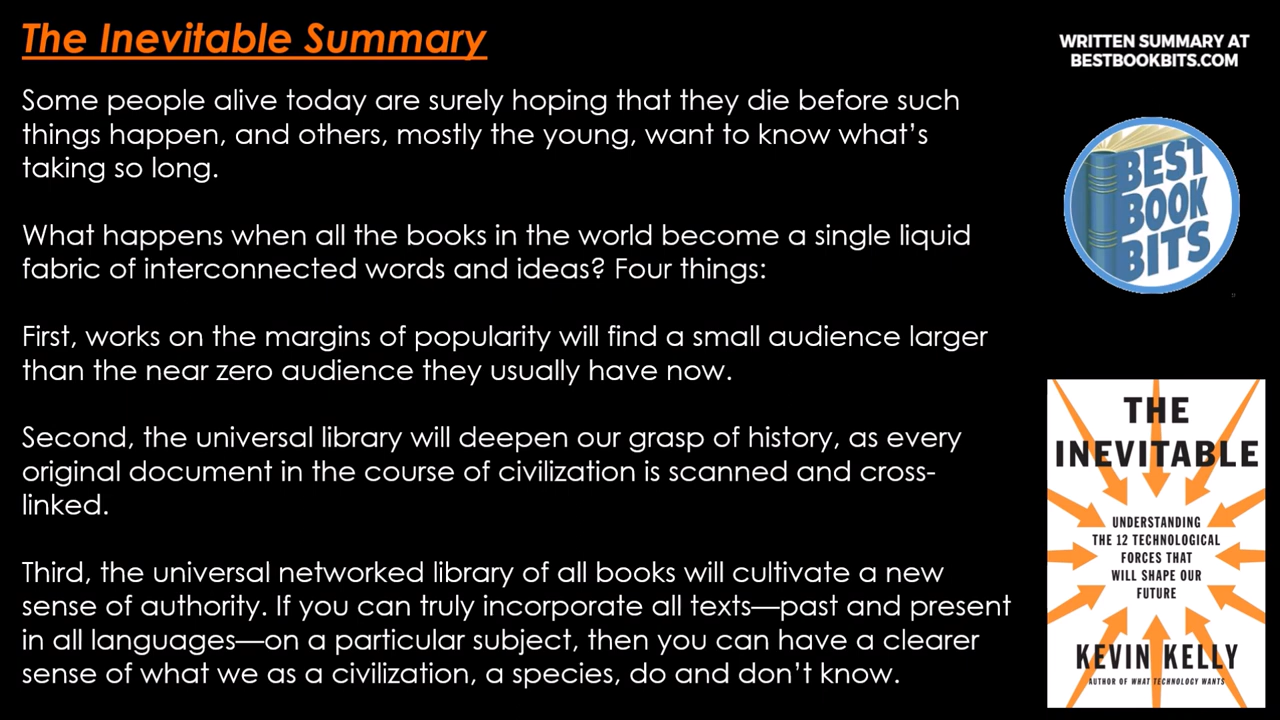 The Inevitable Summary
Some people alive today are surely hoping that they die before such
things happen, and others, mostly the young, want to know what's
taking so long.
What happens when all the books in the world become a single liquid
fabric of interconnected words and ideas? Four things:
First, works on the margins of popularity will find a small audience larger
than the near zero audience they usually have now.
Second, the universal library will deepen our grasp of history, as every
original document in the course of civilization is scanned and cross-
linked.
Third, the universal networked library of all books will cultivate a new
sense of authority. If you can truly incorporate all texts—past and present
in all languages—on a particular subject, then you can have a clearer
sense of what we as a civilization, a species, do and don't know.
WRITTEN SUMMARY AT
BESTBOOKBITS.COM
BEST
BOOK
BITS
THE
INEVITABLE
UNDERSTANDING
THE 12 TECHNOLOGICAL
FORCES THAT
WILL SHAPE OUR
FUTURE
KEVIN KELLY
AUTHOR OF WHAT TECHNOLOGY WANTS